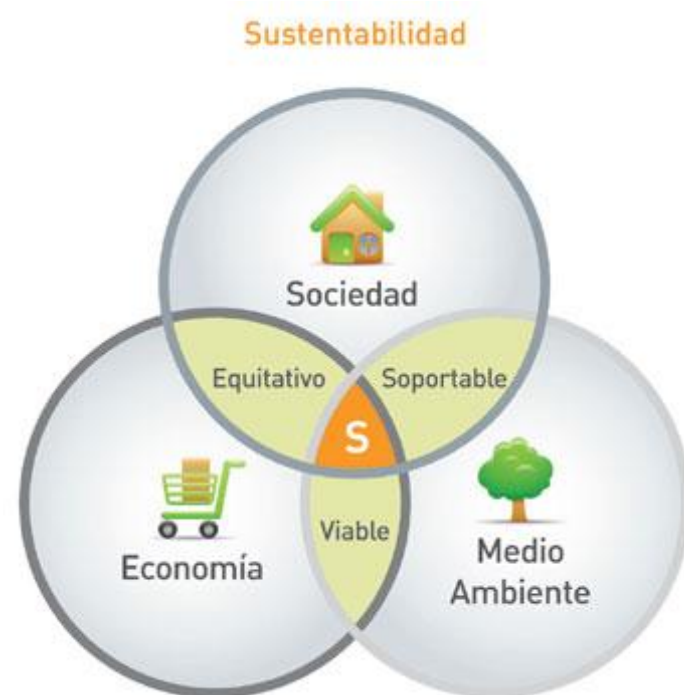 Sustentabilidad
Sociedad
Equitativo
Soportable
S
Viable
Economía
Medio
Ambiente